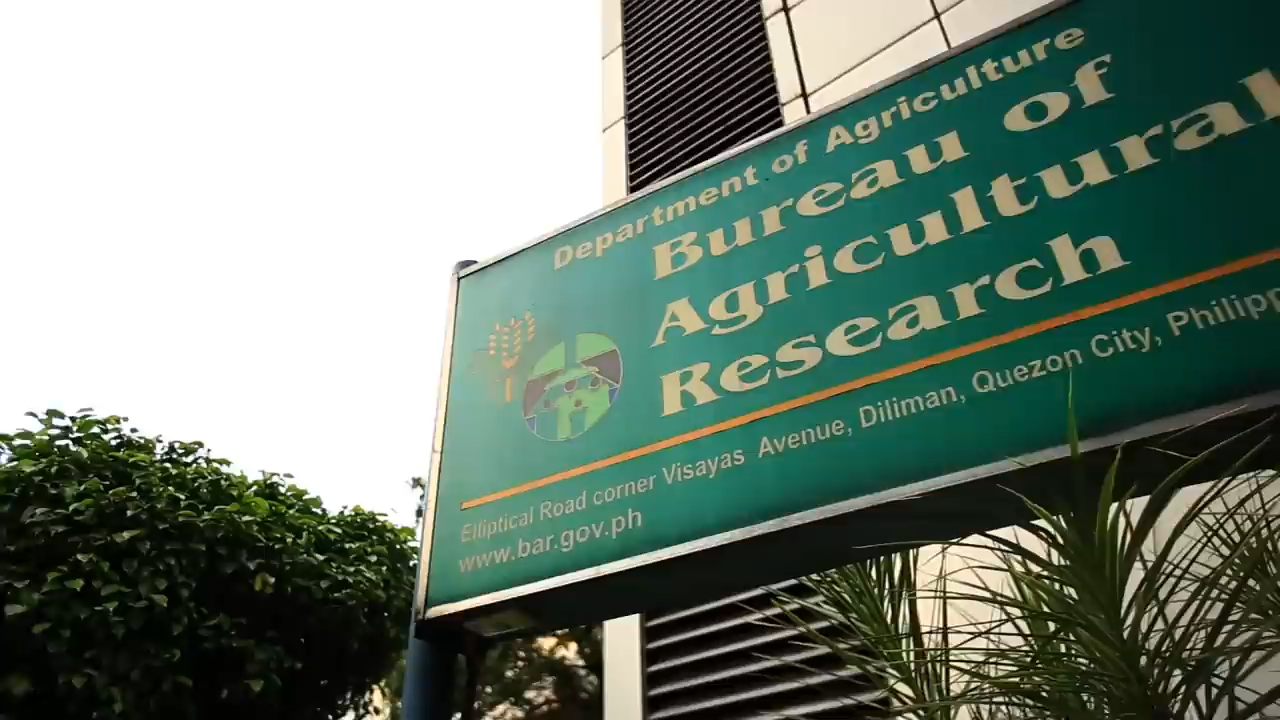 Department of Agriculture
Bureau of
Agricultural
Research
Elliptical Road corner Visayas Avenue, Diliman, Quezon City, Philipp
www.bar.gov.ph